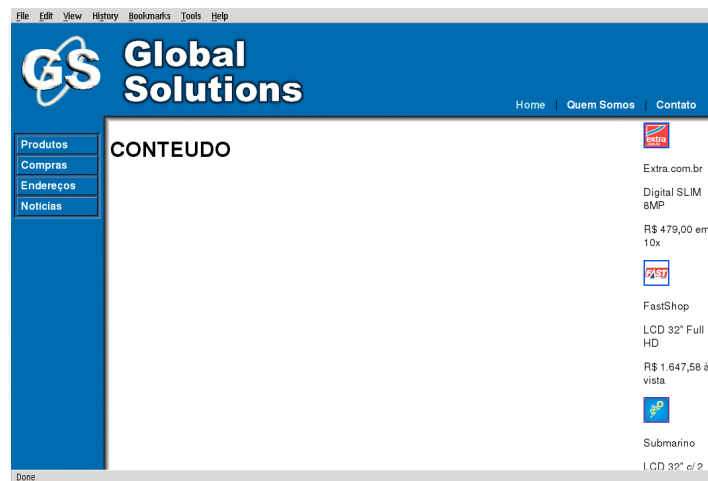 File Edit View History Bookmarks Tools Help
GS
Global
Solutions
Home | Quem Somos | Contato
Produtos
Compras
Endereços
Notícias
CONTEUDO
extra
Extra.com.br
Digital SLIM
8MP
R$ 479,00 em
10x
FAST
FastShop
LCD 32" Full
HD
R$ 1.647,58 à
vista
Submarino
LCD 32" c/ 2
Done